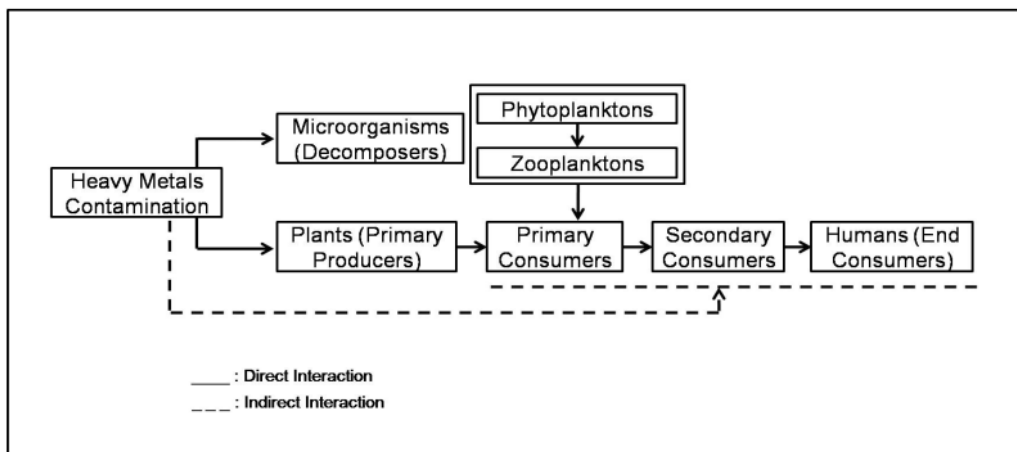 Phytoplanktons
Microorganisms
(Decomposers)
Zooplanktons
Heavy Metals
Contamination
Plants (Primary
Producers)
Primary
Consumers
Secondary
Consumers
Humans (End
Consumers)
____ : Direct Interaction
_ _ _ : Indirect Interaction